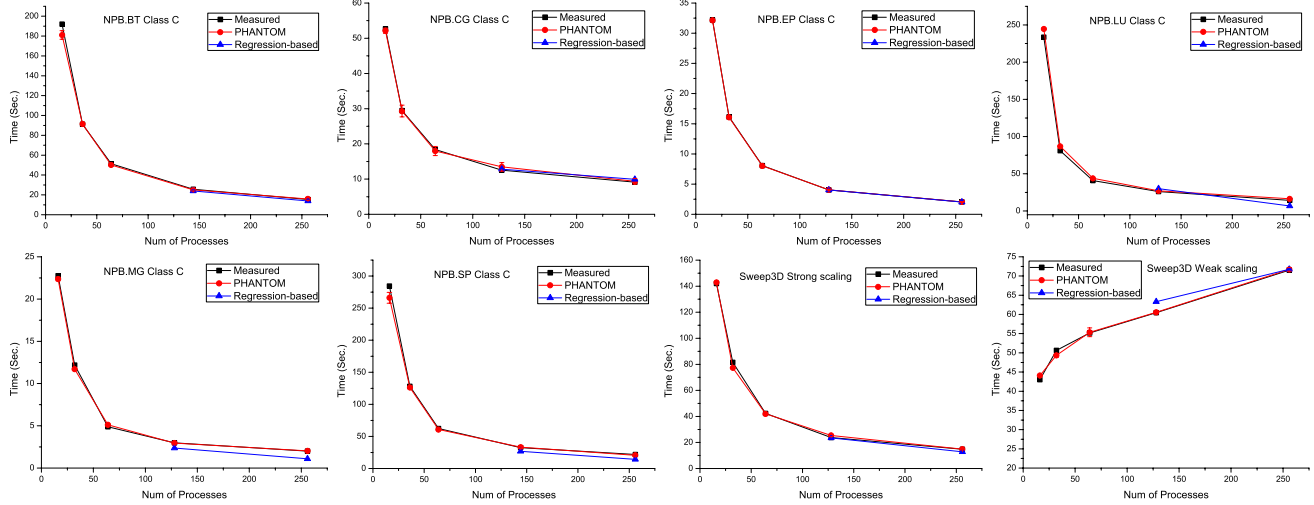 NPB.BT Class C
Measured
PHANTOM
Regression-based
Time (Sec.)
200
180
160
140
120
100
80
60
40
20
0
0 50 100 150 200 250
Num of Processes
NPB.CG Class C
Measured
PHANTOM
Regression-based
Time (Sec.)
60
50
40
30
20
10
0
0 50 100 150 200 250
Num of Processes
NPB.EP Class C
Measured
PHANTOM
Regression-based
Time (Sec.)
35
30
25
20
15
10
5
0
0 50 100 150 200 250
Num of Processes
NPB.LU Class C
Measured
PHANTOM
Regression-based
Time (Sec.)
250
200
150
100
50
0
0 50 100 150 200 250
Num of Processes
NPB.MG Class C
Measured
PHANTOM
Regression-based
Time (Sec.)
25
20
15
10
5
0
0 50 100 150 200 250
Num of Processes
NPB.SP Class C
Measured
PHANTOM
Regression-based
Time (Sec.)
300
250
200
150
100
50
0
0 50 100 150 200 250
Num of Processes
Sweep3D Strong scaling
Measured
PHANTOM
Regression-based
Time (Sec.)
160
140
120
100
80
60
40
20
0
0 50 100 150 200 250
Num of Processes
Sweep3D Weak scaling
Measured
PHANTOM
Regression-based
Time (Sec.)
75
70
65
60
55
50
45
40
35
30
25
20
0 50 100 150 200 250
Num of Processes